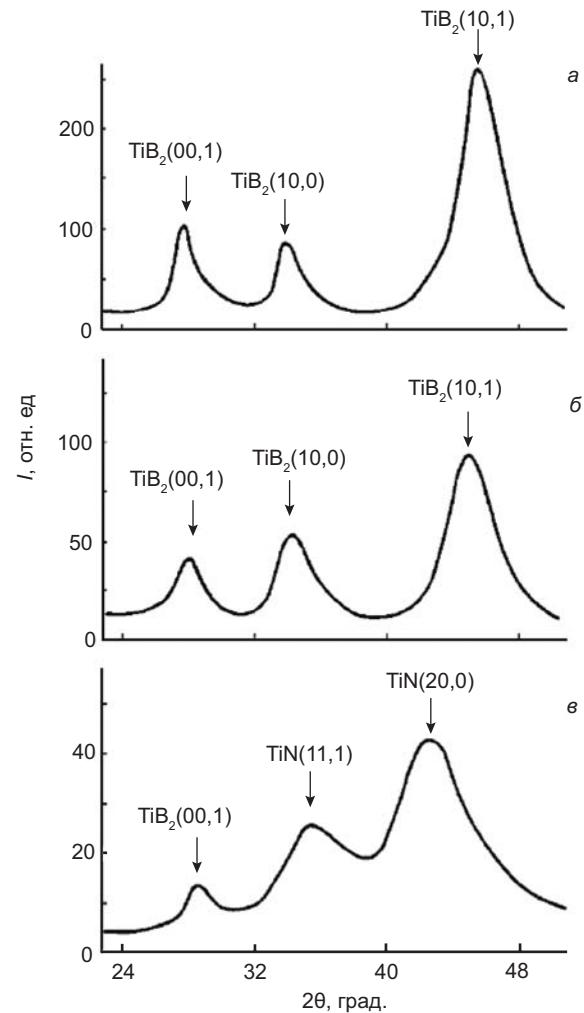 TiB₂(10,1)
а
200
TiB₂(00,1)
TiB₂(10,0)
100
0
I, отн. ед
TiB₂(10,1)
б
100
TiB₂(10,0)
TiB₂(00,1)
50
0
TiN(20,0)
в
TiN(11,1)
40
TiB₂(00,1)
20
0
24 32 40 48
2θ, град.